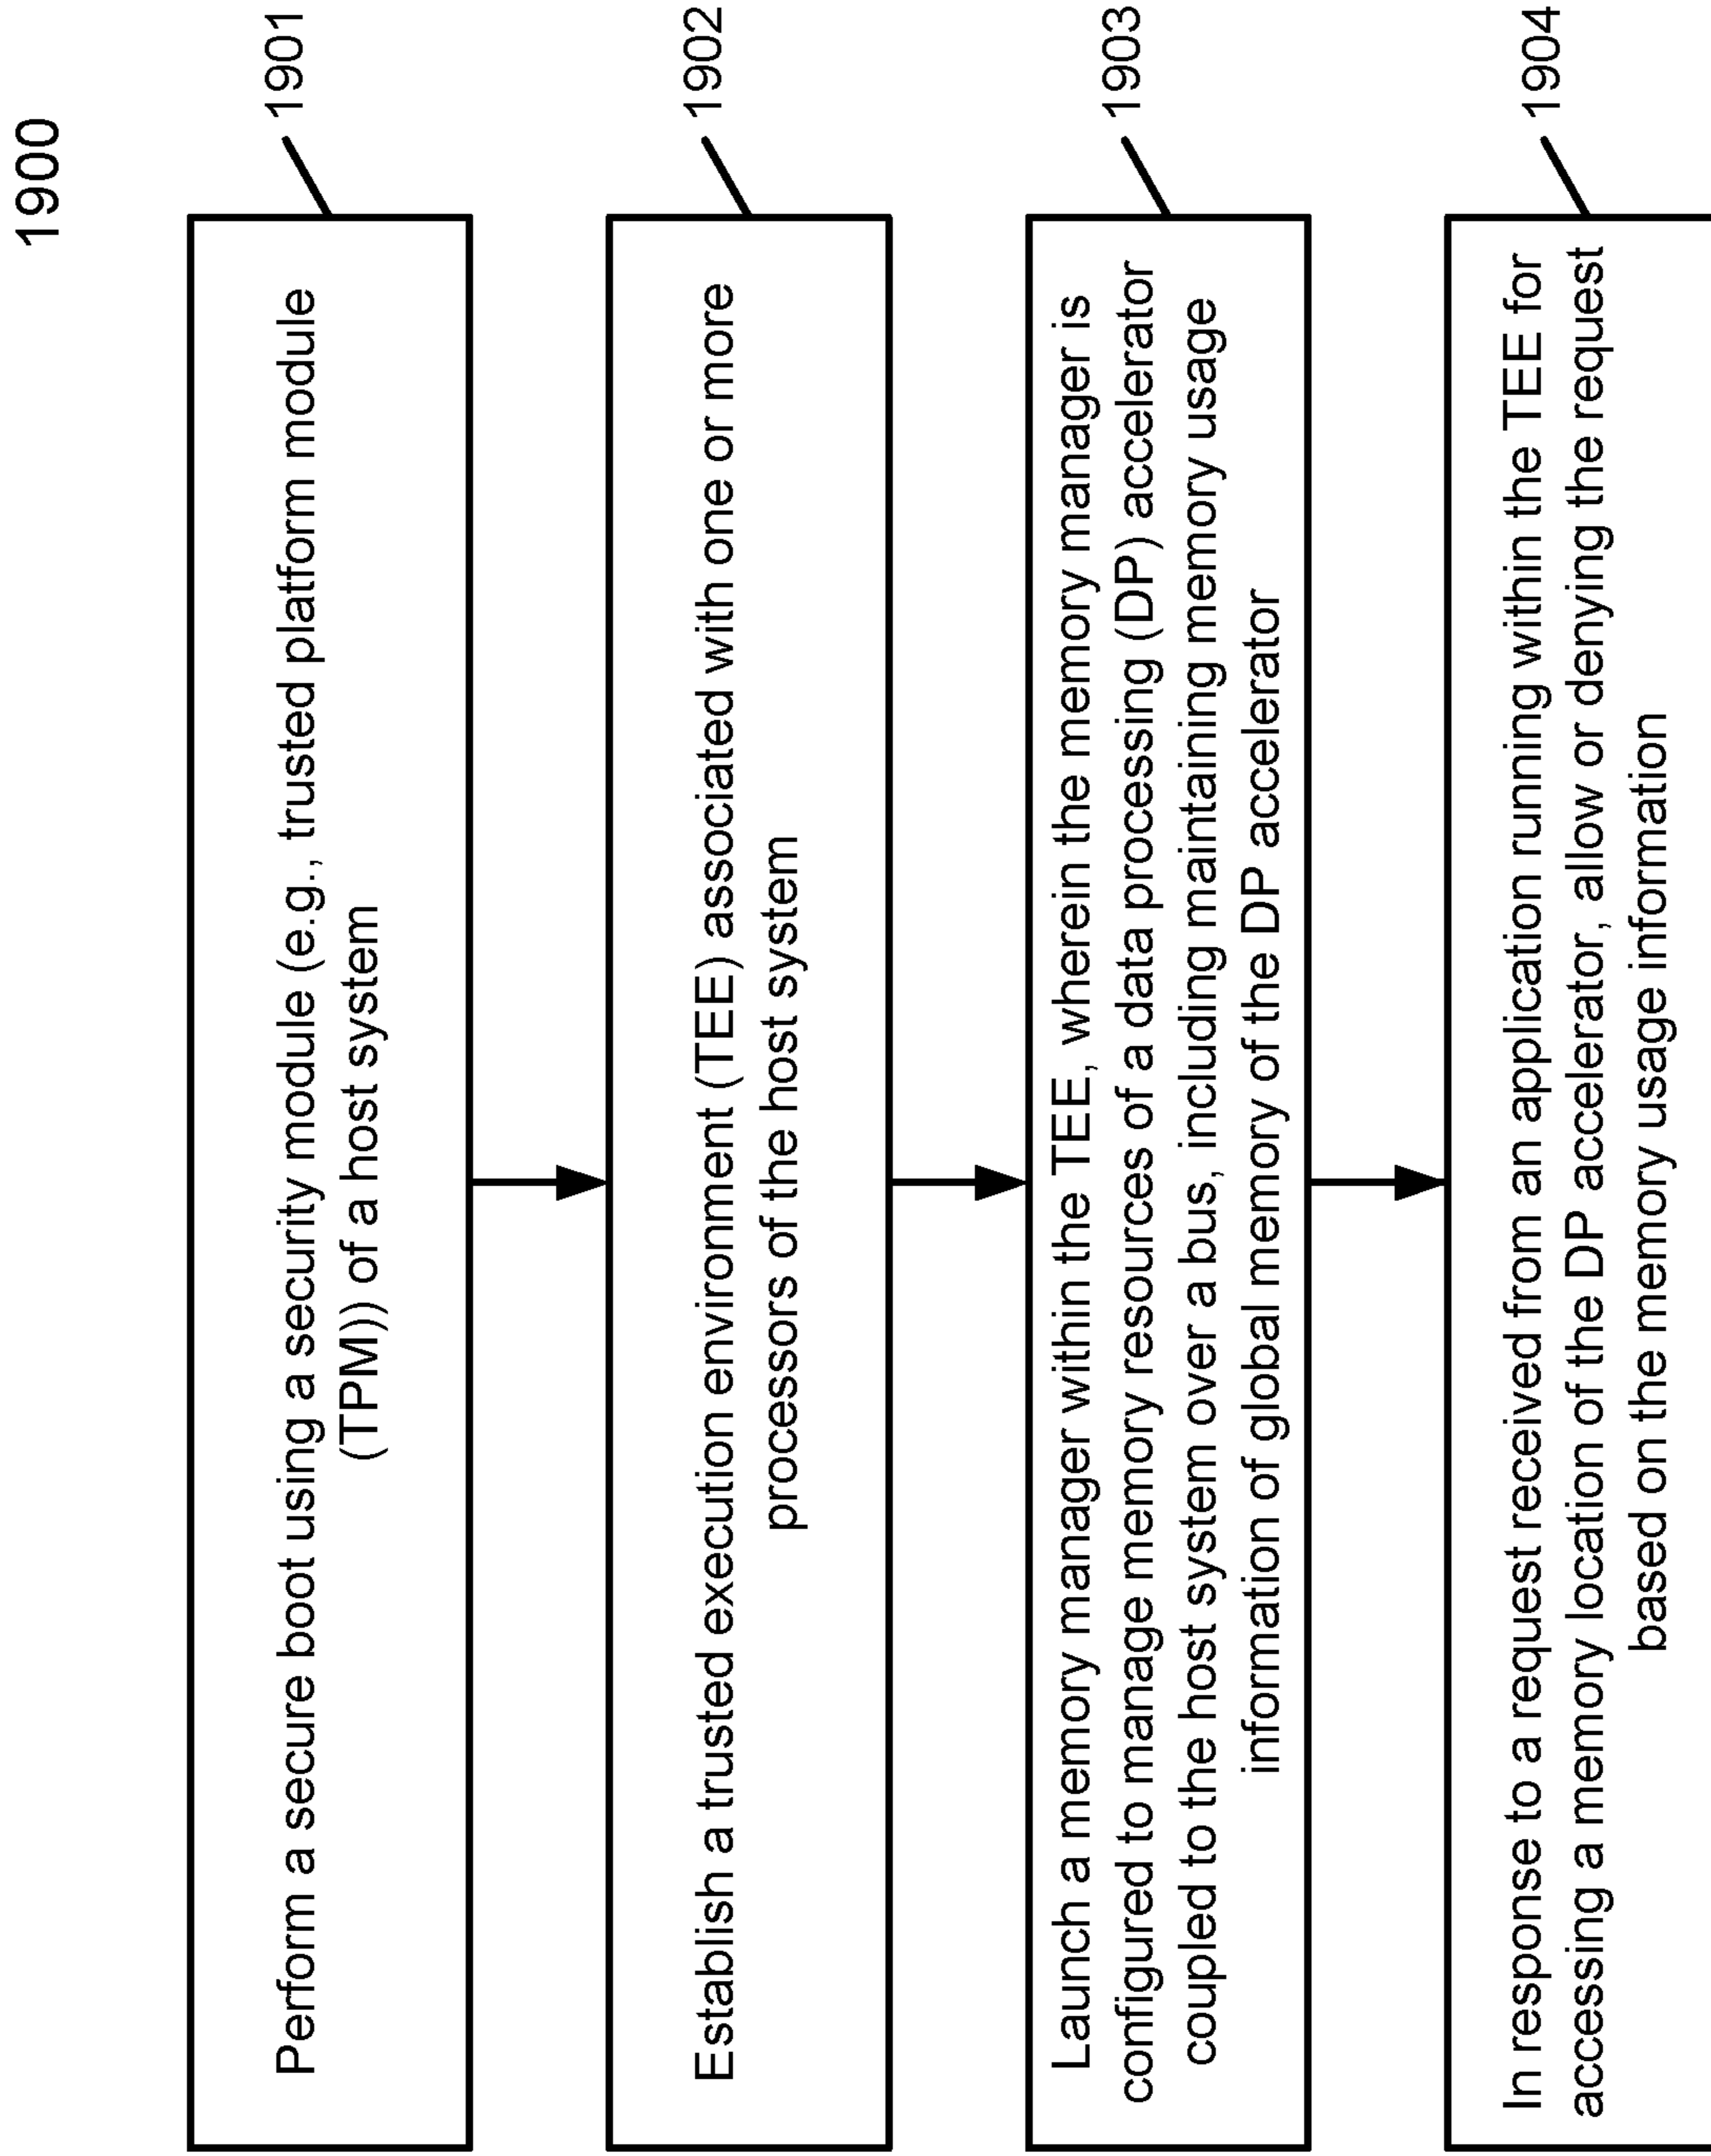 1900
Perform a secure boot using a security module (e.g., trusted platform module
(TPM)) of a host system
1901
Establish a trusted execution environment (TEE) associated with one or more
processors of the host system
1902
Launch a memory manager within the TEE, wherein the memory manager is
configured to manage memory resources of a data processing (DP) accelerator
coupled to the host system over a bus, including maintaining memory usage
information of global memory of the DP accelerator
1903
In response to a request received from an application running within the TEE for
accessing a memory location of the DP accelerator, allow or denying the request
based on the memory usage information
1904